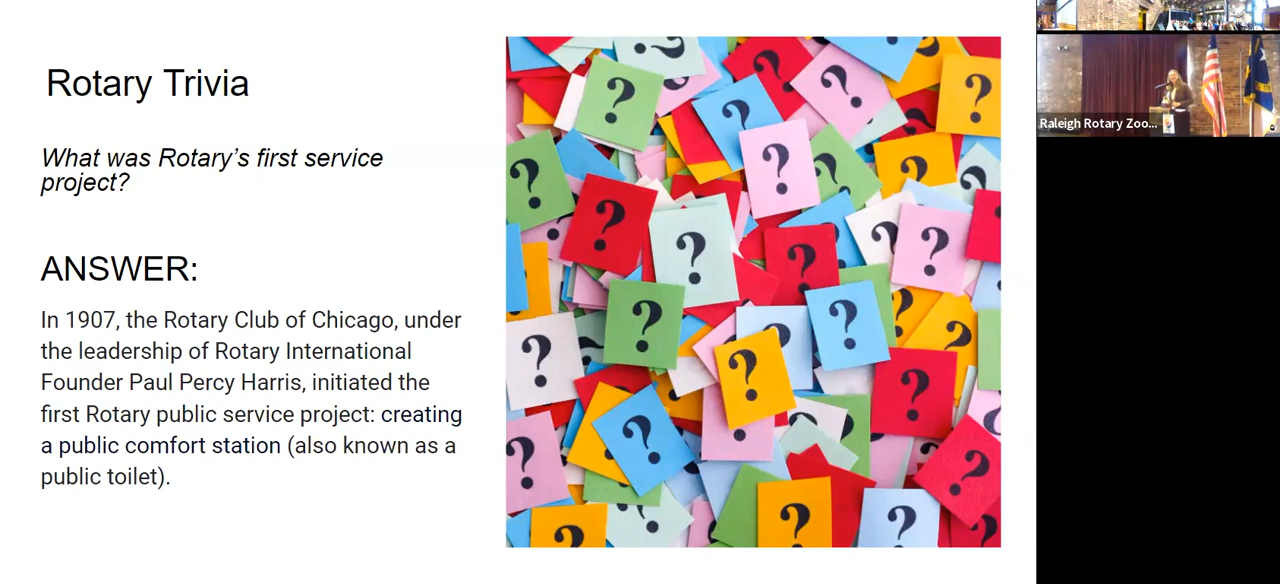 Rotary Trivia
What was Rotary’s first service
project?
ANSWER:
In 1907, the Rotary Club of Chicago, under
the leadership of Rotary International
Founder Paul Percy Harris, initiated the
first Rotary public service project: creating
a public comfort station (also known as a
public toilet).
? ? ? ? ? ? ? ? ? ? ? ? ? ? ? ? ? ? ? ? ? ? ? ? ? ? ?
Raleigh Rotary Zoo...